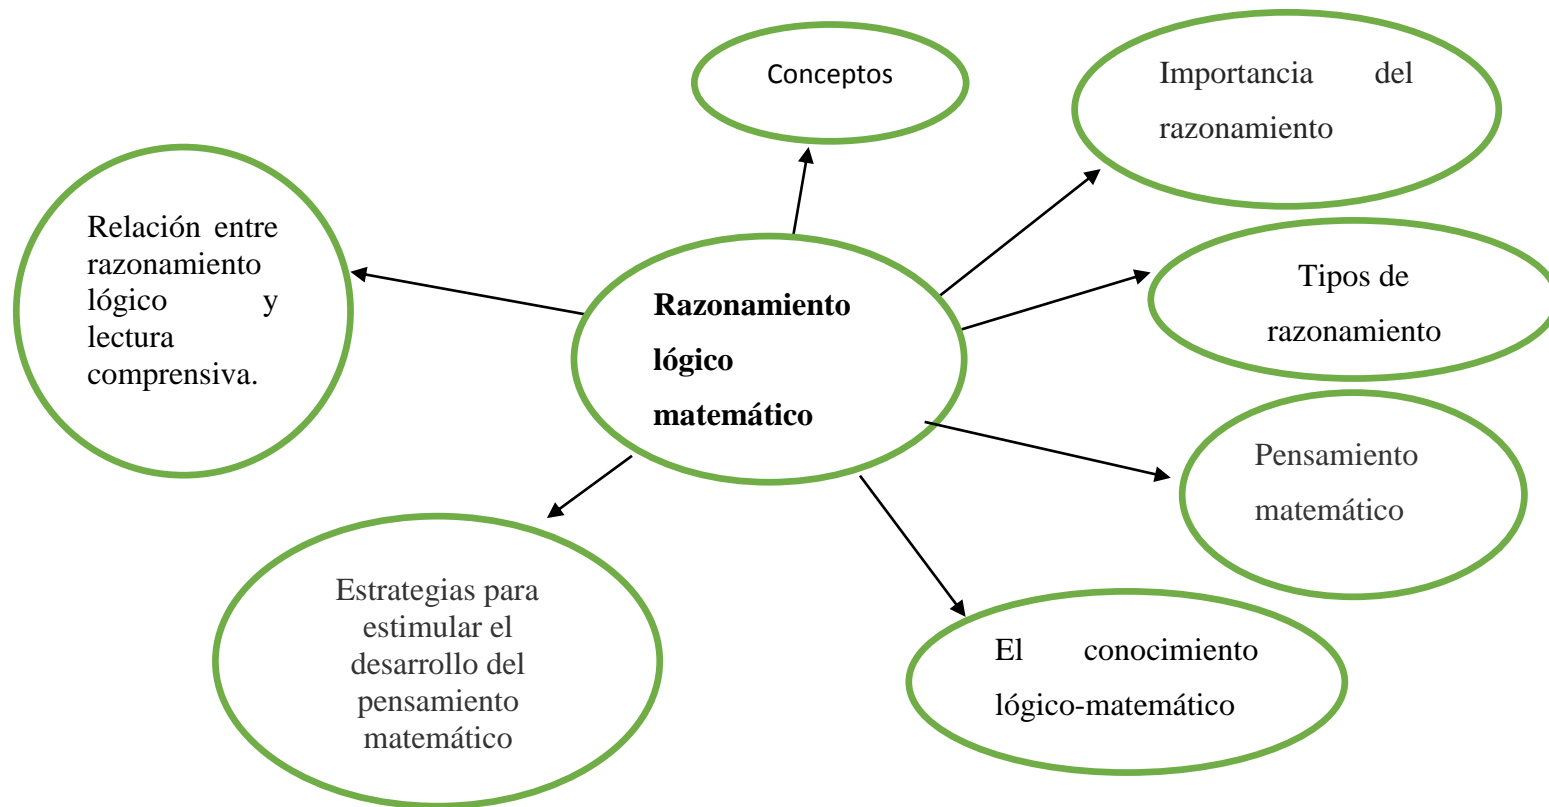 Conceptos
Importancia del
razonamiento
Relación entre
razonamiento
lógico y
lectura
comprensiva.
Tipos de
razonamiento
Razonamiento
lógico
matemático
Pensamiento
matemático
Estrategias para
estimular el
desarrollo del
pensamiento
matemático
El conocimiento
lógico-matemático